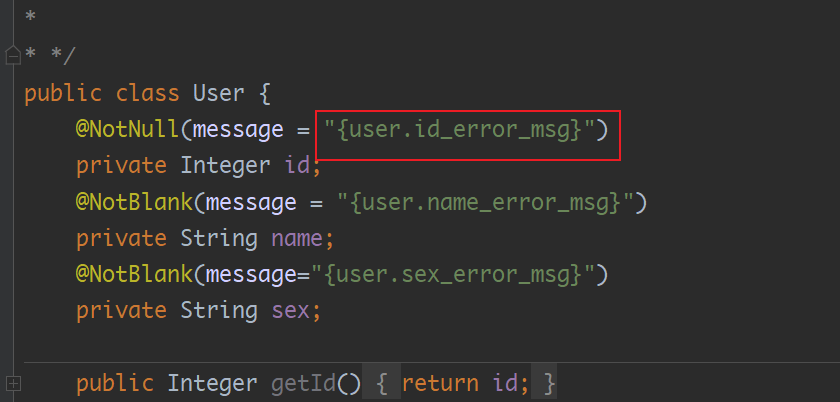 *
* */
public class User {
@NotNull(message = "{user.id_error_msg}")
private Integer id;
@NotBlank(message = "{user.name_error_msg}")
private String name;
@NotBlank(message="{user.sex_error_msg}")
private String sex;
public Integer getId() { return id; }